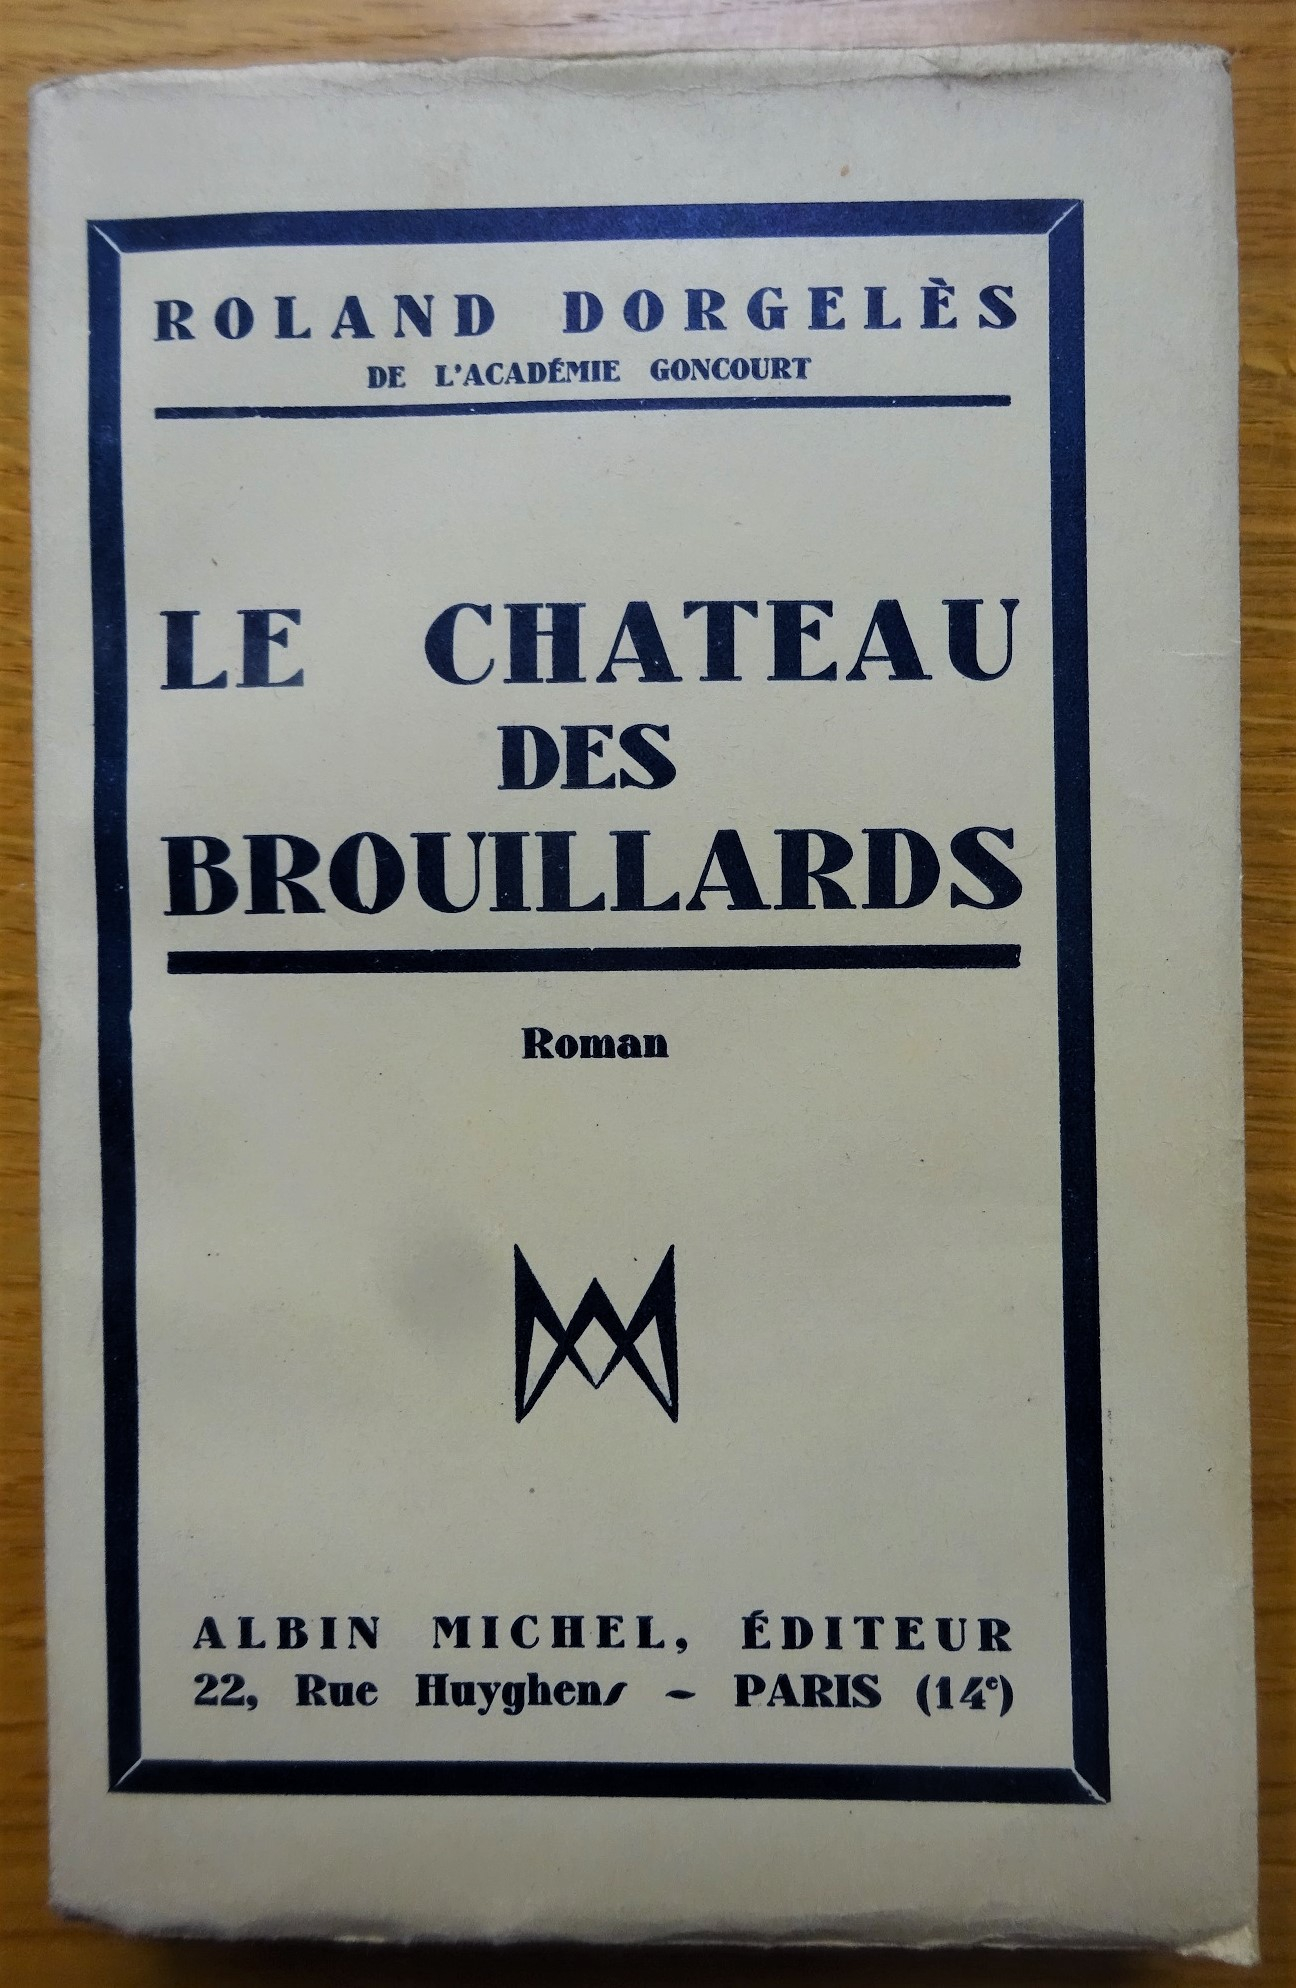 ROLAND DORGELÈS
DE L'ACADÉMIE GONCOURT
LE CHATEAU
DES
BROUILLARDS
Roman
ALBIN MICHEL, ÉDITEUR
22, Rue Huyghens - PARIS (14e)